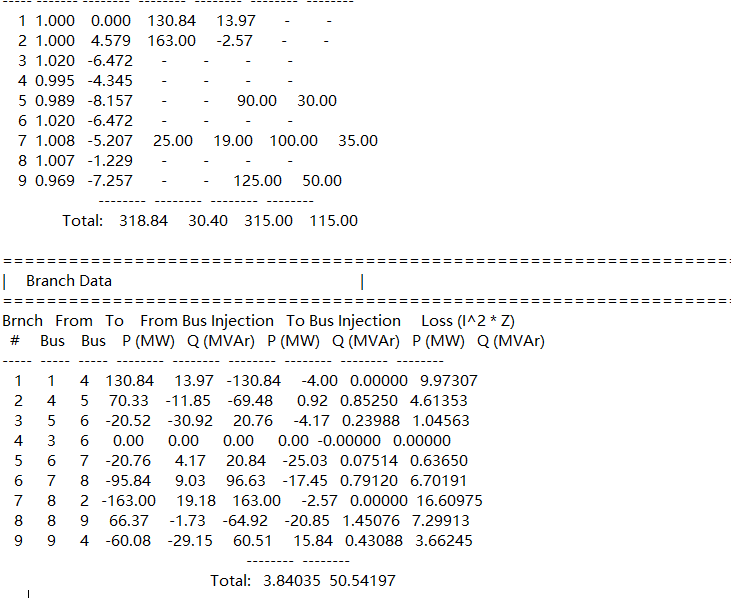 ----- ------- -------- -------- -------- -------- --------
1 1.000 0.000 130.84 13.97 - -
2 1.000 4.579 163.00 -2.57 - -
3 1.020 -6.472 - - - -
4 0.995 -4.345 - - - -
5 0.989 -8.157 - - 90.00 30.00
6 1.020 -6.472 - - - -
7 1.008 -5.207 25.00 19.00 100.00 35.00
8 1.007 -1.229 - - - -
9 0.969 -7.257 - - 125.00 50.00
-------- -------- -------- --------
Total: 318.84 30.40 315.00 115.00
================================================================================
| Branch Data |
================================================================================
Brnch From To From Bus Injection To Bus Injection Loss (I^2 * Z)
# Bus Bus P (MW) Q (MVAr) P (MW) Q (MVAr) P (MW) Q (MVAr)
----- ----- ----- -------- -------- -------- -------- -------- --------
1 1 4 130.84 13.97 -130.84 -4.00 0.00000 9.97307
2 4 5 70.33 -11.85 -69.48 0.92 0.85250 4.61353
3 5 6 -20.52 -30.92 20.76 -4.17 0.23988 1.04563
4 3 6 0.00 0.00 0.00 0.00 -0.00000 0.00000
5 6 7 -20.76 4.17 20.84 -25.03 0.07514 0.63650
6 7 8 -95.84 9.03 96.63 -17.45 0.79120 6.70191
7 8 2 -163.00 19.18 163.00 -2.57 0.00000 16.60975
8 8 9 66.37 -1.73 -64.92 -20.85 1.45076 7.29913
9 9 4 -60.08 -29.15 60.51 15.84 0.43088 3.66245
-------- --------
Total: 3.84035 50.54197